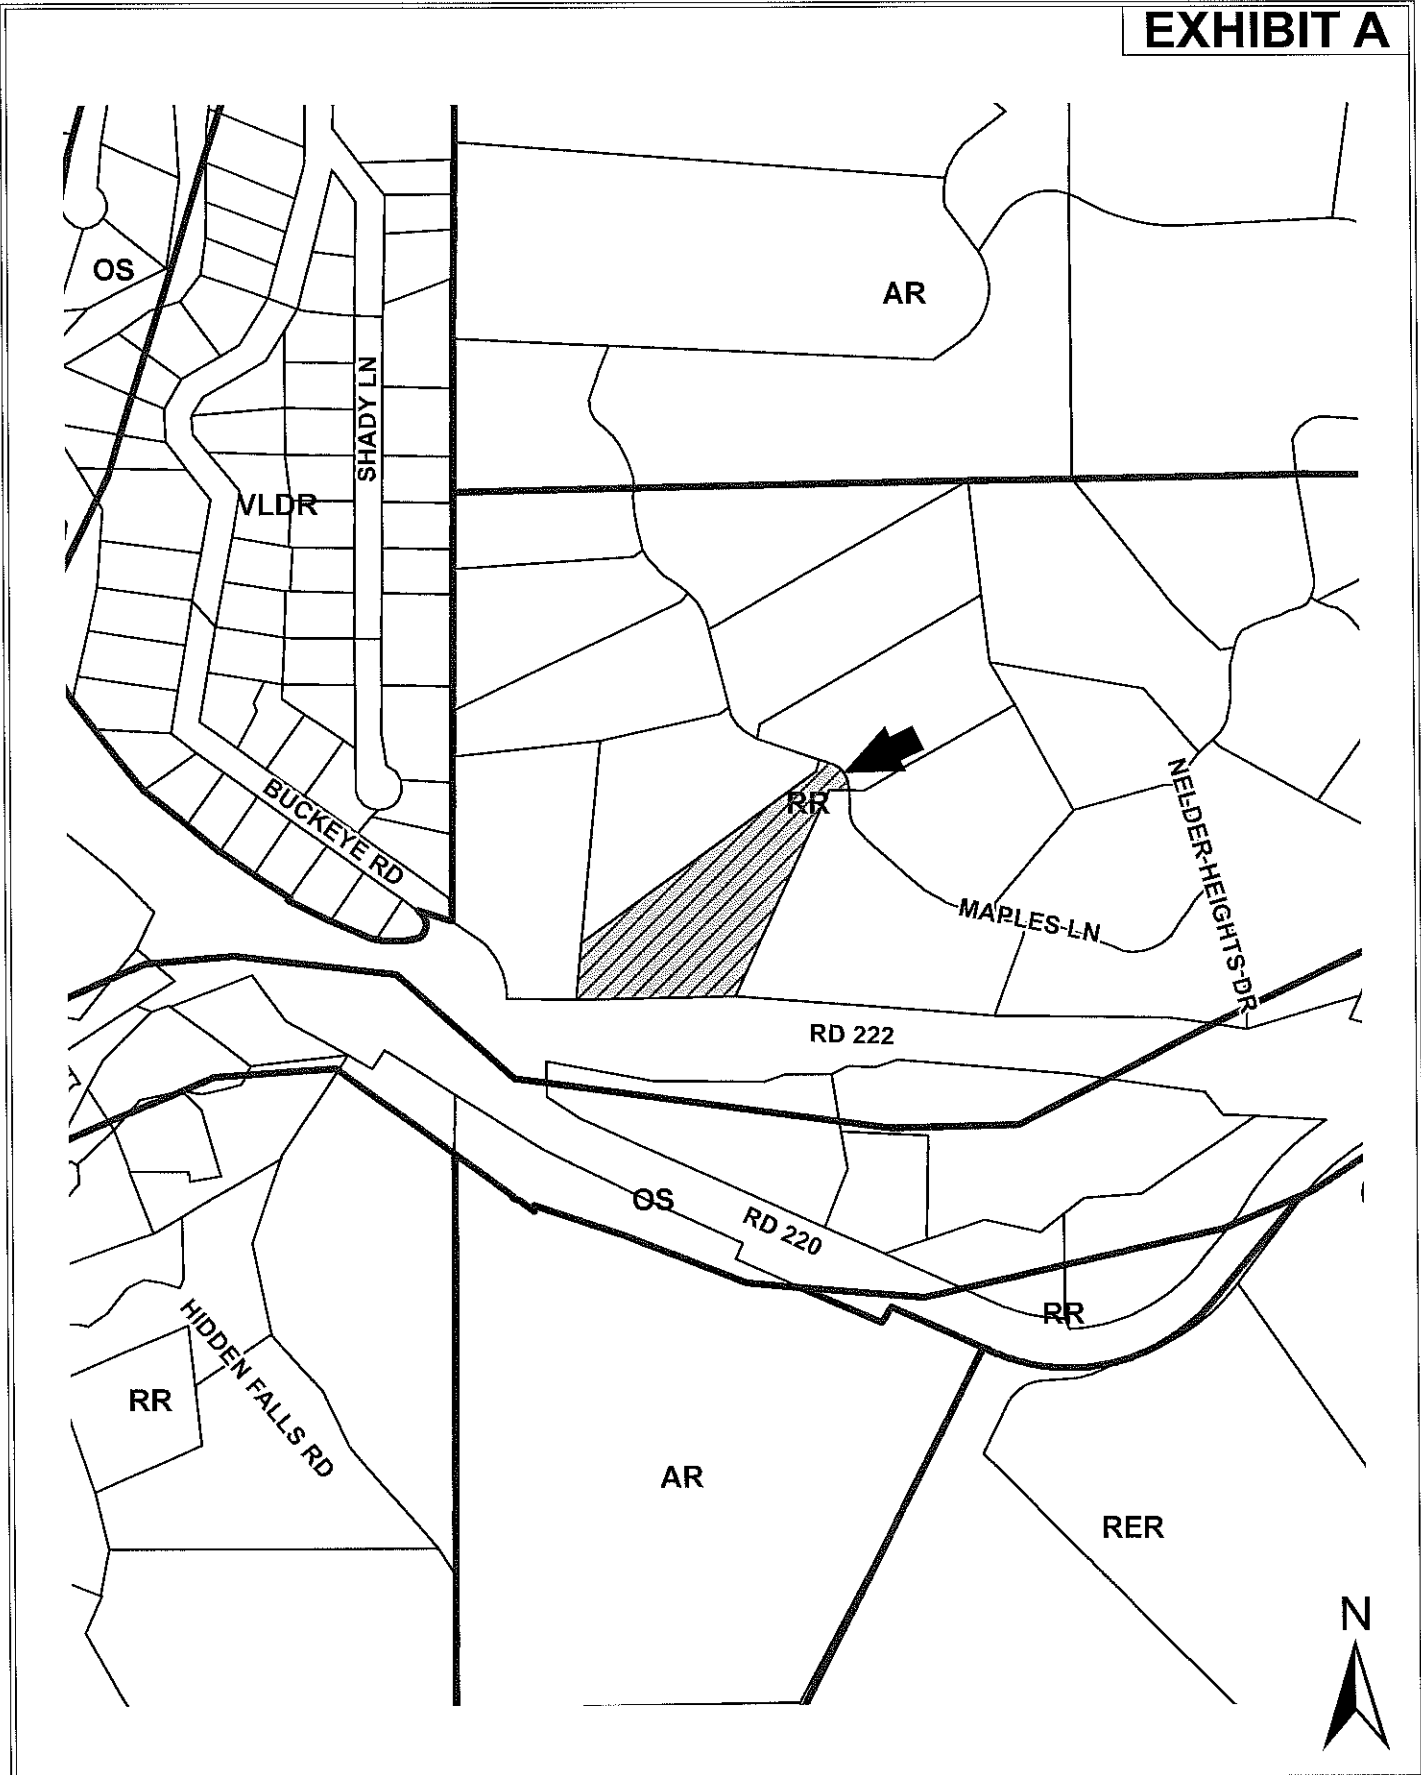 EXHIBIT A
OS
AR
SHADY LN
VLDR
BUCKEYE RD
RR
NELDER-HEIGHTS-DR
MAPLES-LN
RD 222
OS
RD 220
RR
HIDDEN FALLS RD
RR
AR
RER
N